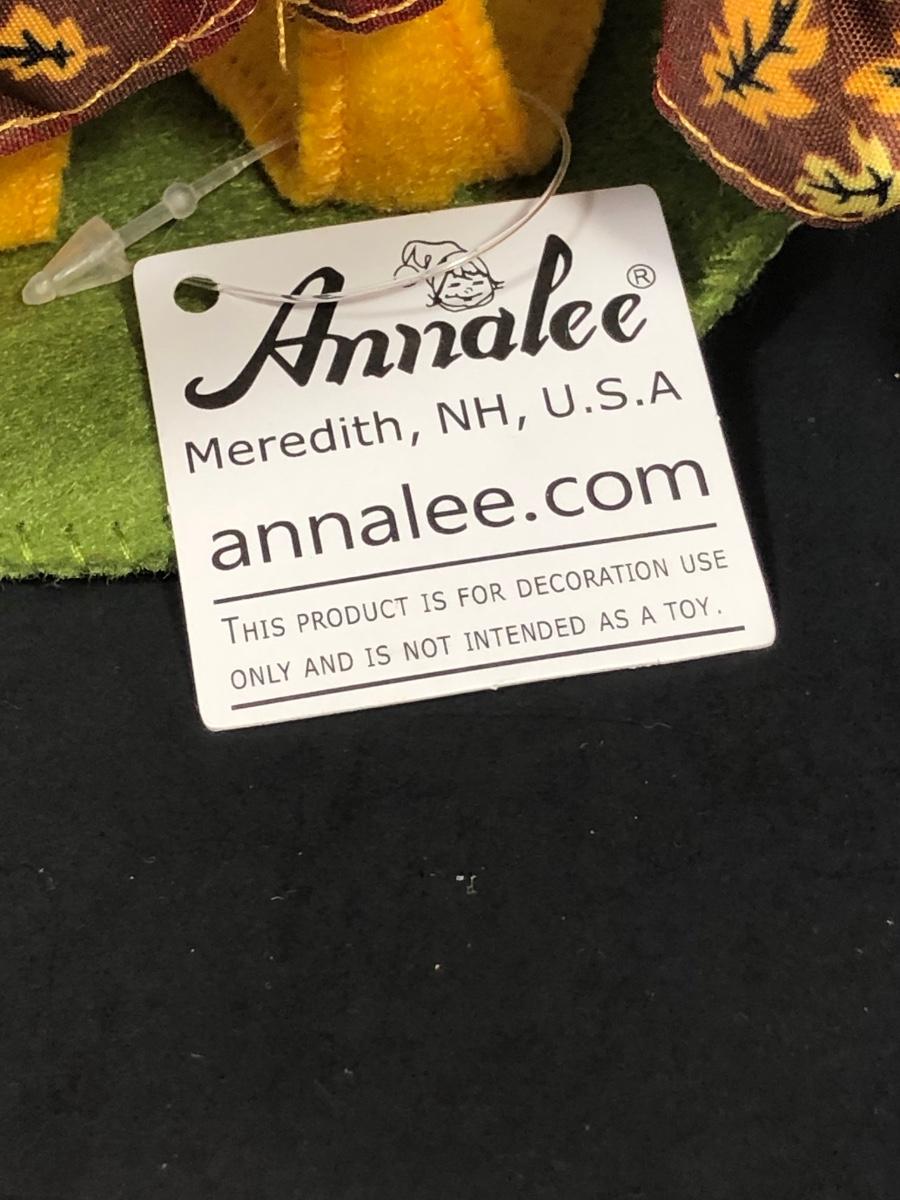 Annalee®
Meredith, NH, U.S.A
annalee.com
THIS PRODUCT IS FOR DECORATION USE
ONLY AND IS NOT INTENDED AS A TOY.